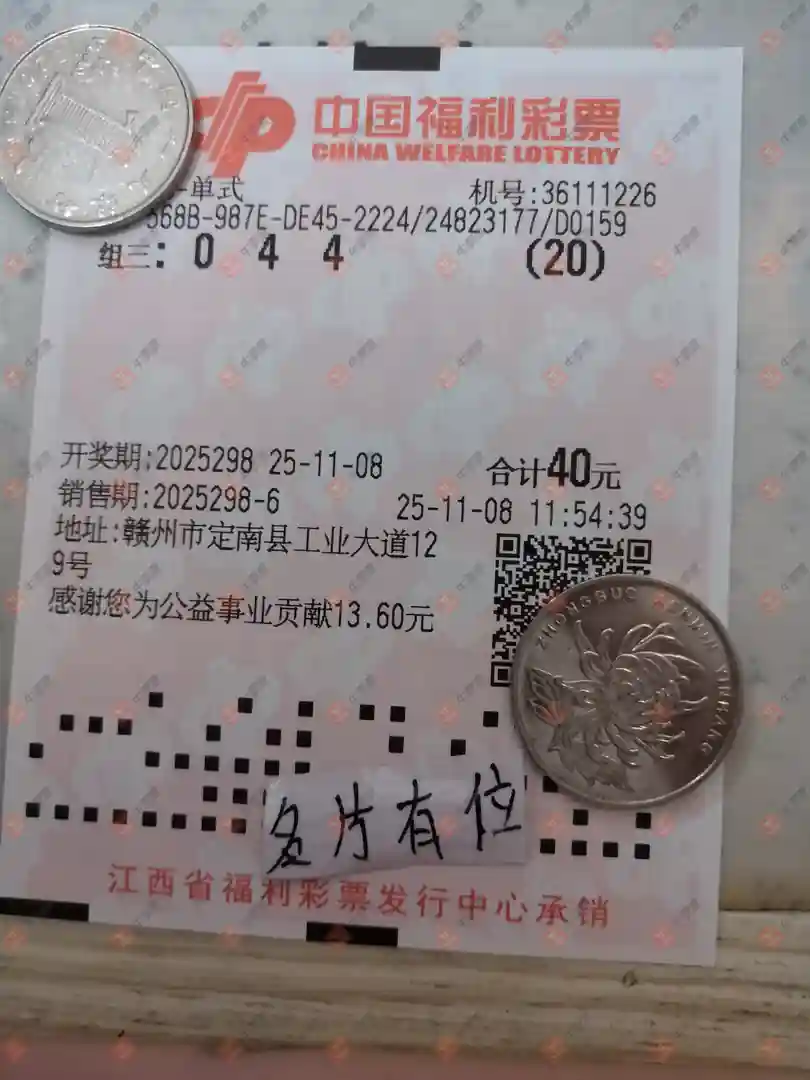 中国福利彩票
CHINA WELFARE LOTTERY
-单式 机号:36111226
568B-987E-DE45-2224/24823177/D0159
组三: 0 4 4 (20)
开奖期:2025298 25-11-08 合计40元
销售期:2025298-6 25-11-08 11:54:39
地址:赣州市定南县工业大道12
9号
感谢您为公益事业贡献13.60元
ZHONGGUO RENMIN YINHANG
名片有位
江西省福利彩票发行中心承销